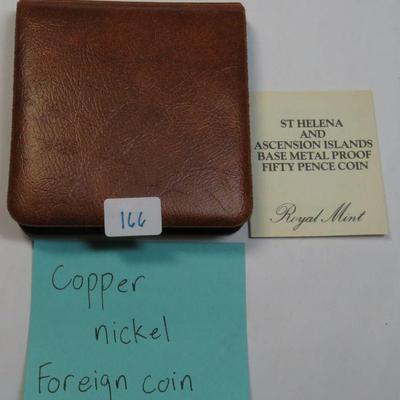 166
ST HELENA
AND
ASCENSION ISLANDS
BASE METAL PROOF
FIFTY PENCE COIN
Royal Mint
Copper
nickel
Foreign coin